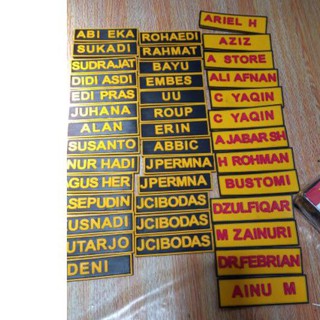 ABI EKA
SUKADI
SUDRAJAT
DIDI ASDI
EDI PRAS
JUHANA
ALAN
SUSANTO
NUR HADI
AGUS HER
SEPUDIN
USNADI
UTARJO
DENI
ROHAEDI
RAHMAT
BAYU
EMBES
UU
ROUP
ERIN
ABBIC
JPERMNA
JPERMNA
JCIBODAS
JCIBODAS
JCIBODAS
ARIEL H
AZIZ
A STORE
ALI AFNAN
C YAQIN
C YAQIN
A JABAR SH
H ROHMAN
BUSTOMI
DZULFIQAR
M ZAINURI
DR.FEBRIAN
AINU M